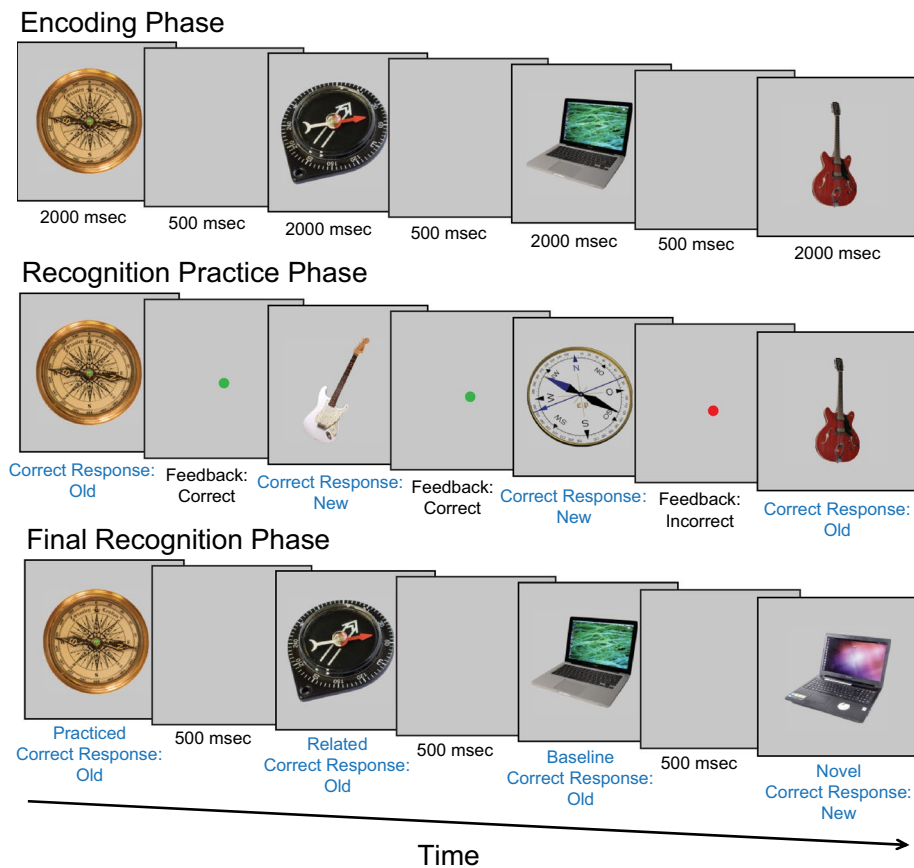 Encoding Phase
2000 msec
500 msec
2000 msec
500 msec
2000 msec
500 msec
2000 msec
Recognition Practice Phase
Correct Response:
Old
Feedback:
Correct
Correct Response:
New
Feedback:
Correct
Correct Response:
New
Feedback:
Incorrect
Correct Response:
Old
Final Recognition Phase
Practiced
Correct Response:
Old
500 msec
Related
Correct Response:
Old
500 msec
Baseline
Correct Response:
Old
500 msec
Novel
Correct Response:
New
Time